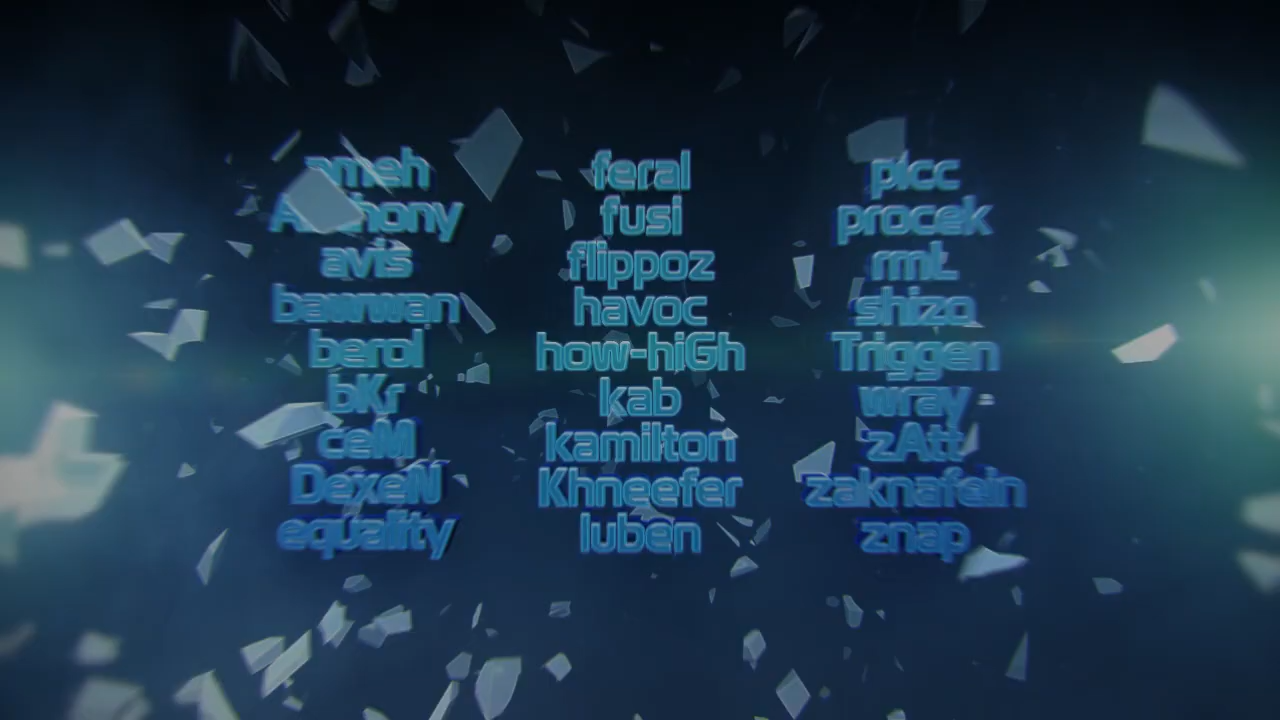 ameh
Anthony
avis
bawwan
berol
bKr
ceM
DexeN
equality
feral
fusi
flippoz
havoc
how-hiGh
kab
kamilton
Khneefer
luben
picc
procek
rmL
shizo
Triggen
wray
zAtt
zaknafein
znap